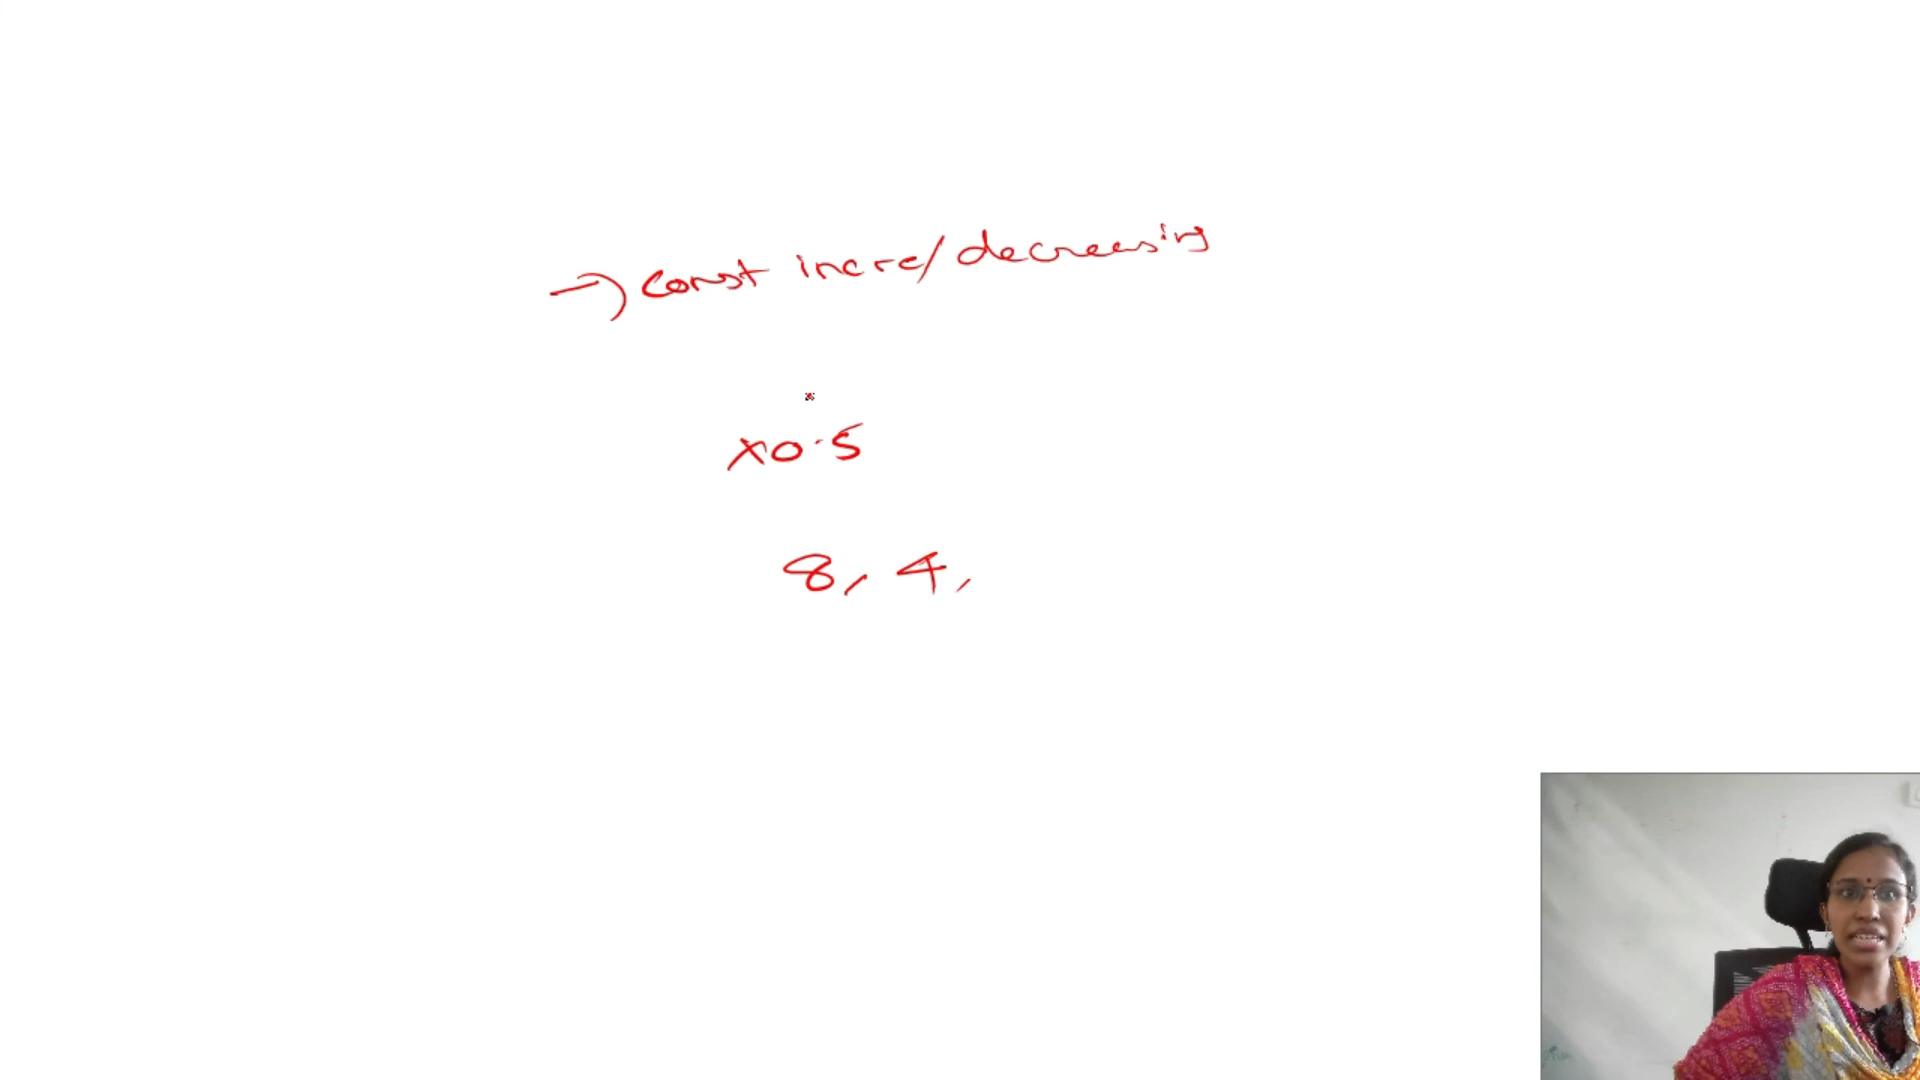 → const incre/decreasing
×0.5
8, 4,